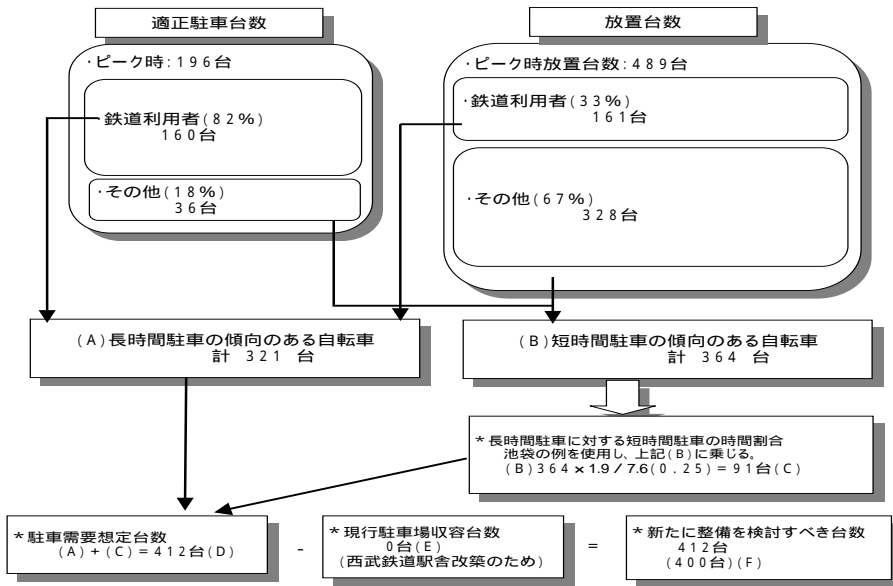 適正駐車台数
放置台数
･ピーク時:196台
鉄道利用者(82%)
160台
･その他(18%)
36台
･ピーク時放置台数:489台
･鉄道利用者(33%)
161台
･その他(67%)
328台
(A)長時間駐車の傾向のある自転車
計 321 台
(B)短時間駐車の傾向のある自転車
計 364 台
*長時間駐車に対する短時間駐車の時間割合
池袋の例を使用し､上記(B)に乗じる｡
(B)364×1.9/7.6(0.25)=91台(C)
*駐車需要想定台数
(A)+(C)=412台(D)
-
*現行駐車場収容台数
0台(E)
(西武鉄道駅舎改築のため)
=
*新たに整備を検討すべき台数
412台
(400台)(F)